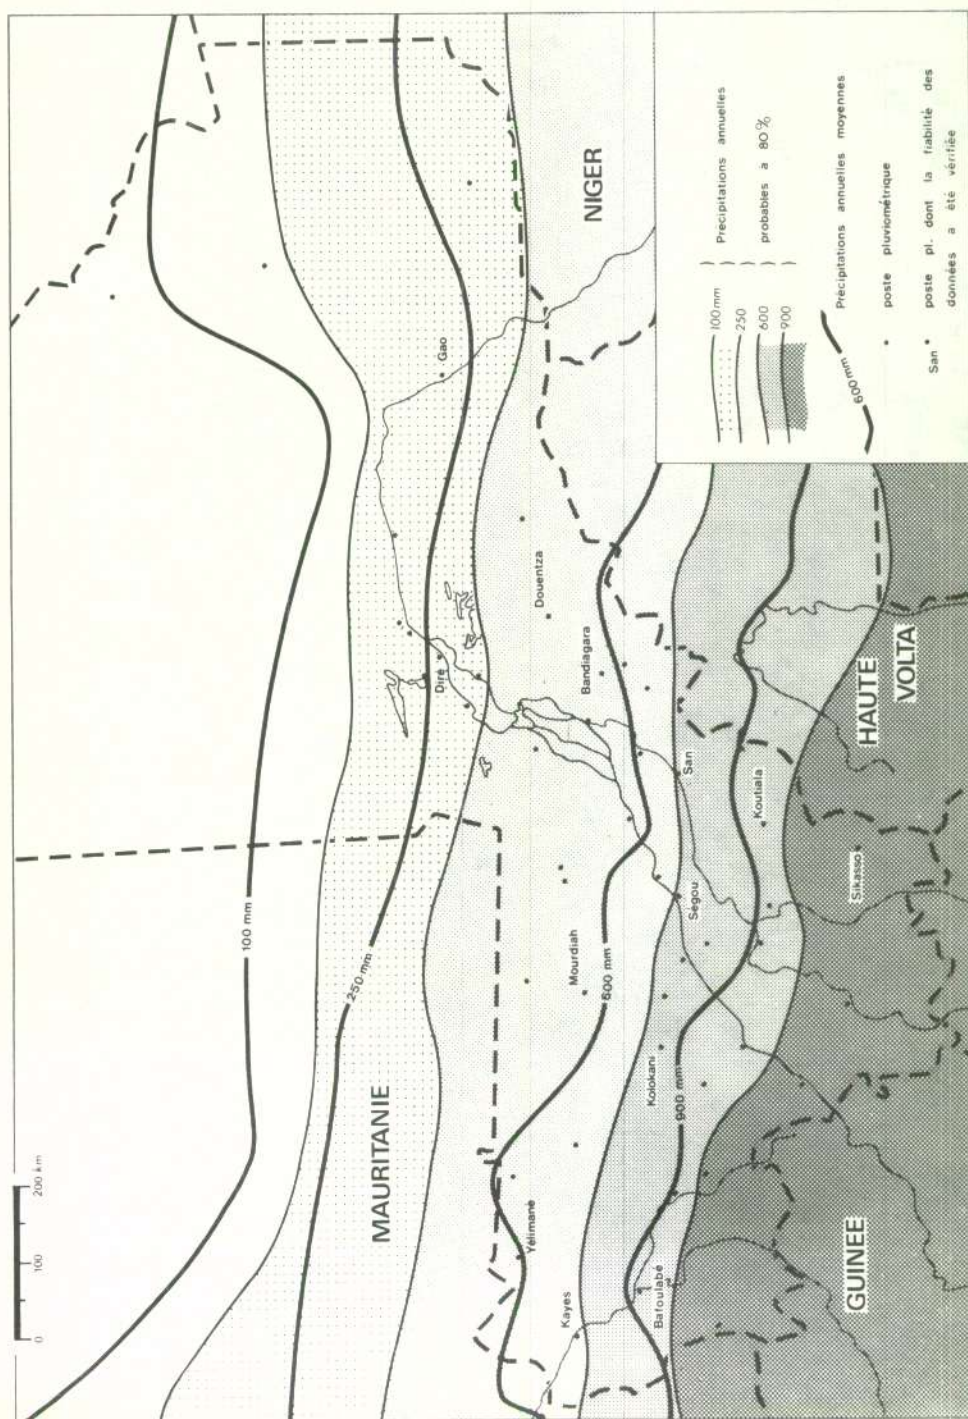 0 100 200 km
100 mm
250 mm
600 mm
900 mm
MAURITANIE
NIGER
GUINEE
HAUTE
VOLTA
Gao
Diré
Douentza
Bandiagara
San
Mourdiah
Ségou
Koutiala
Sikasso
Kolokani
Yélimané
Kayes
Bafoulabé
100 mm
250
600
900
Précipitations annuelles
probables à 80%
600 mm
Précipitations annuelles moyennes
poste pluviométrique
San
poste pl. dont la fiabilité des
données a été vérifiée